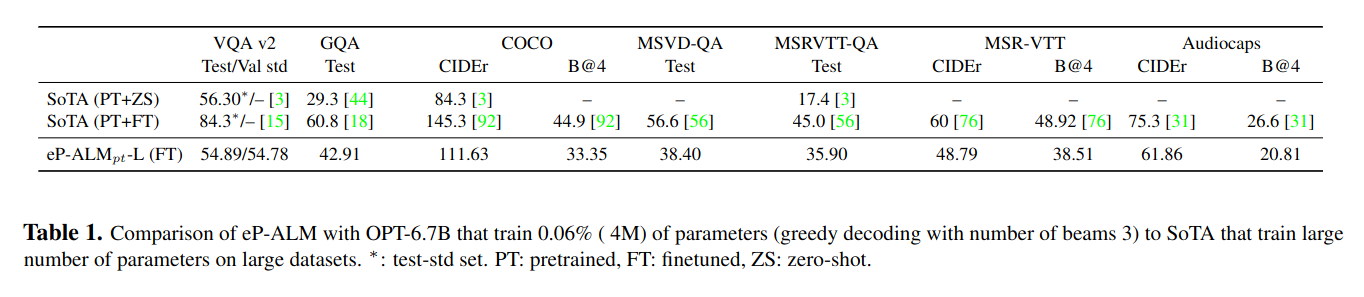 VQA v2 GQA COCO MSVD-QA MSRVTT-QA MSR-VTT Audiocaps
Test/Val std Test CIDEr B@4 Test Test CIDEr B@4 CIDEr B@4
SoTA (PT+ZS) 56.30*/– [3] 29.3 [44] 84.3 [3] – – 17.4 [3] – – – –
SoTA (PT+FT) 84.3*/– [15] 60.8 [18] 145.3 [92] 44.9 [92] 56.6 [56] 45.0 [56] 60 [76] 48.92 [76] 75.3 [31] 26.6 [31]
eP-ALMpt-L (FT) 54.89/54.78 42.91 111.63 33.35 38.40 35.90 48.79 38.51 61.86 20.81
Table 1. Comparison of eP-ALM with OPT-6.7B that train 0.06% ( 4M) of parameters (greedy decoding with number of beams 3) to SoTA that train large
number of parameters on large datasets. *: test-std set. PT: pretrained, FT: finetuned, ZS: zero-shot.